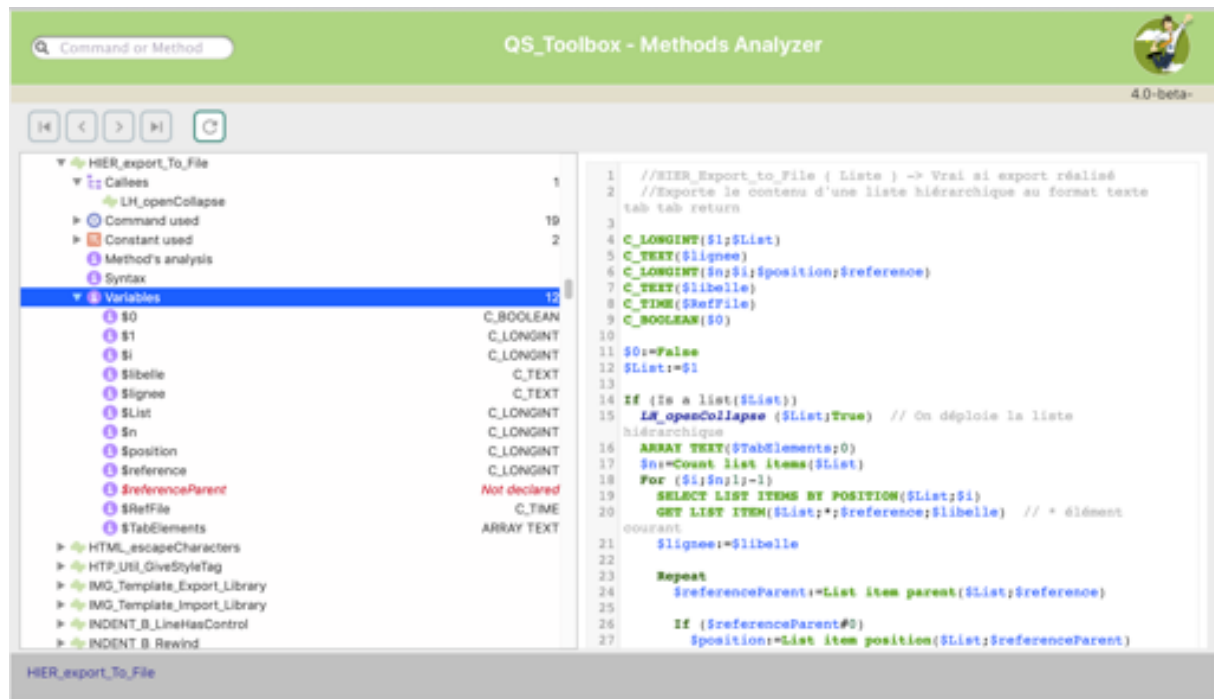 Command or Method
QS_Toolbox - Methods Analyzer
4.0-beta-
HIER_export_To_File
Callees 1
LH_openCollapse
Command used 19
Constant used 2
Method's analysis
Syntax
Variables 12
$0 C_BOOLEAN
$1 C_LONGINT
$i C_LONGINT
$libelle C_TEXT
$lignee C_TEXT
$List C_LONGINT
$n C_LONGINT
$position C_LONGINT
$reference C_LONGINT
$referenceParent Not declared
$RefFile C_TIME
$TabElements ARRAY TEXT
HTML_escapeCharacters
HTP_Util_GiveStyleTag
IMG_Template_Export_Library
IMG_Template_Import_Library
INDENT_B_LineHasControl
INDENT_B_Rewind
1 //HIER_Export_to_File ( Liste ) -> Vrai si export réalisé
2 //Exporte le contenu d'une liste hiérarchique au format texte
tab tab return
3
4 C_LONGINT($1;$List)
5 C_TEXT($lignee)
6 C_LONGINT($n;$i;$position;$reference)
7 C_TEXT($libelle)
8 C_TIME($RefFile)
9 C_BOOLEAN($0)
10
11 $0:=False
12 $List:=$1
13
14 If (Is a list($List))
15 LH_openCollapse ($List;True) // On déploie la liste
hiérarchique
16 ARRAY TEXT($TabElements;0)
17 $n:=Count list items($List)
18 For ($i;$n;1;-1)
19 SELECT LIST ITEMS BY POSITION($List;$i)
20 GET LIST ITEM($List;*;$reference;$libelle) // * élément
courant
21 $lignee:=$libelle
22
23 Repeat
24 $referenceParent:=List item parent($List;$reference)
25
26 If ($referenceParent#0)
27 $position:=List item position($List;$referenceParent)
HIER_export_To_File